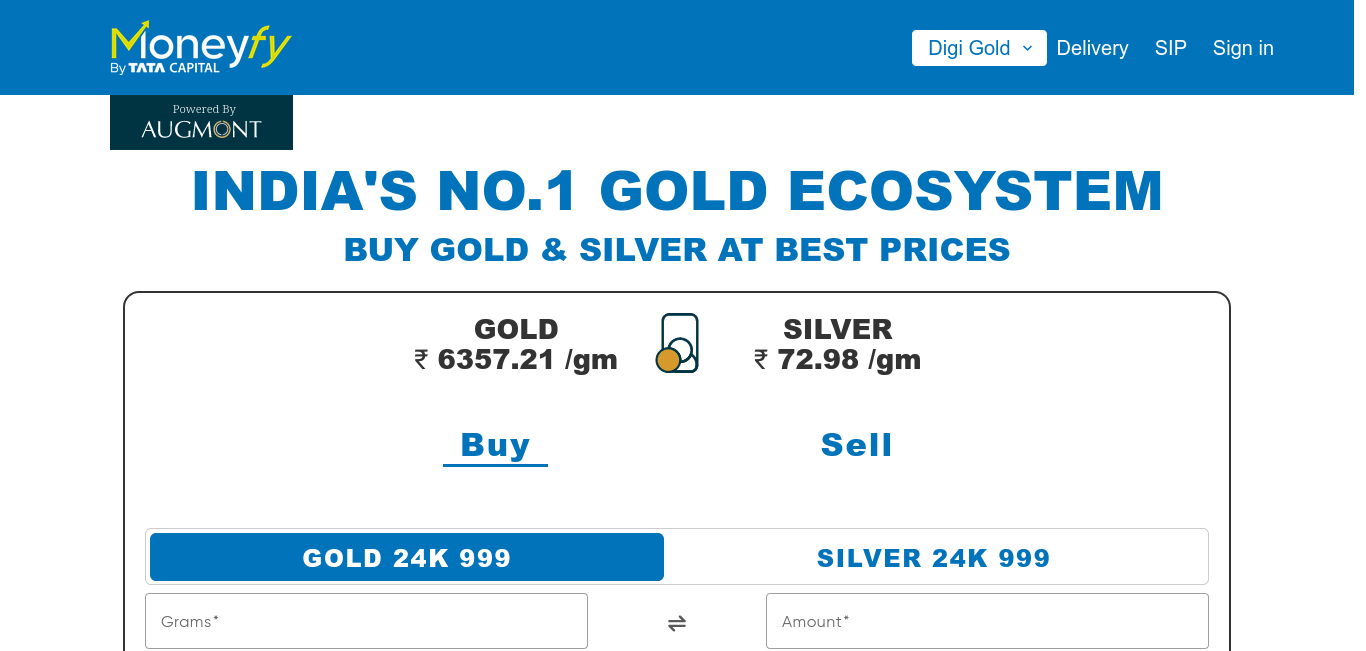 Moneyfy
By TATA CAPITAL
Digi Gold
Delivery
SIP
Sign in
Powered By
AUGMONT
INDIA'S NO.1 GOLD ECOSYSTEM
BUY GOLD & SILVER AT BEST PRICES
GOLD
₹ 6357.21 /gm
SILVER
₹ 72.98 /gm
Buy
Sell
GOLD 24K 999
SILVER 24K 999
Grams*
⇌
Amount*